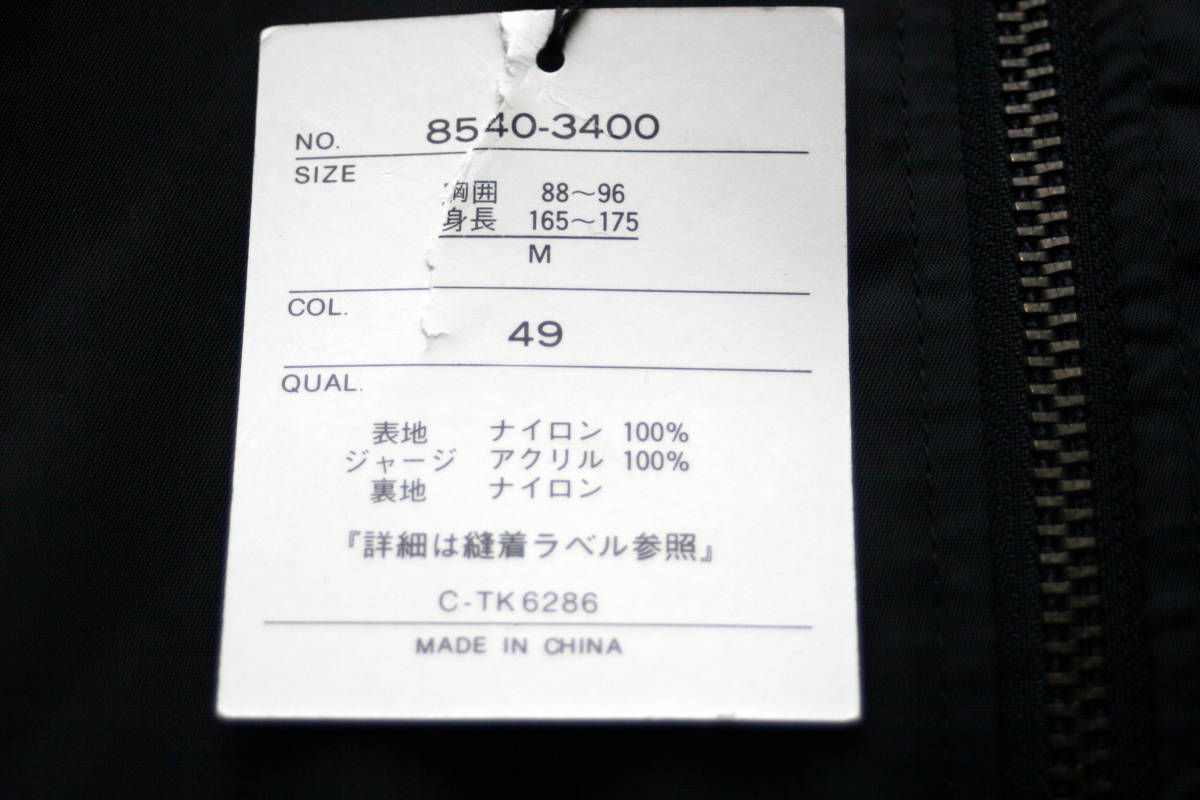 NO. 8540-3400
SIZE
胸囲 88～96
身長 165～175
M
COL.
49
QUAL.
表地 ナイロン 100%
ジャージ アクリル 100%
裏地 ナイロン
『詳細は縫着ラベル参照』
C-TK6286
MADE IN CHINA